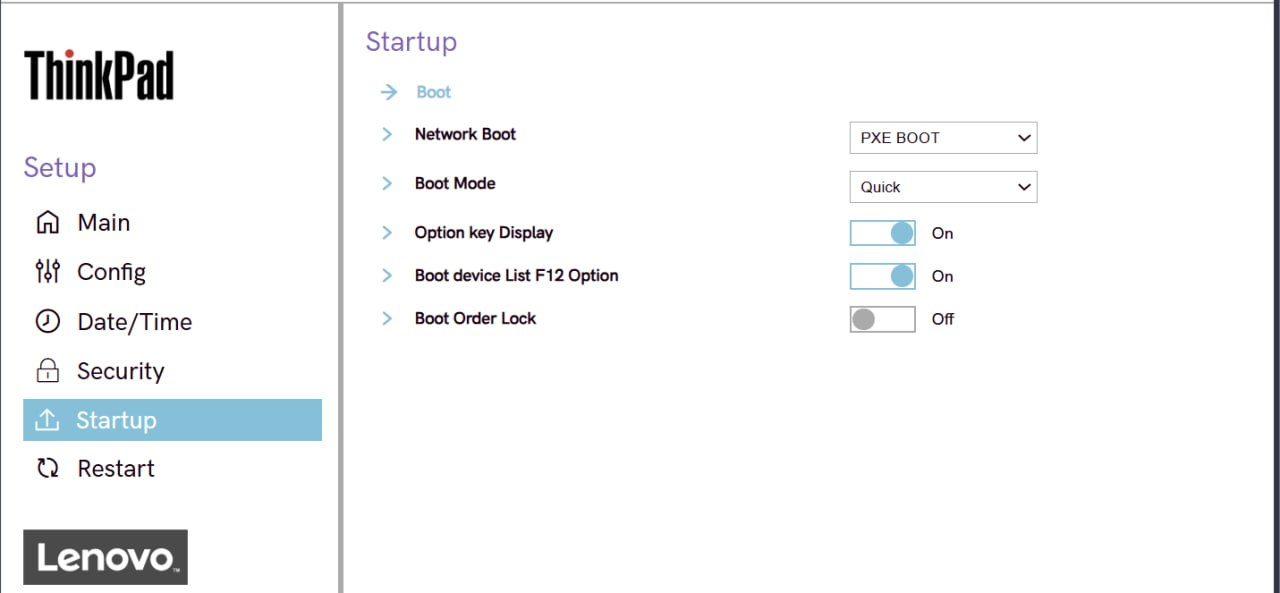 ThinkPad
Setup
Main
Config
Date/Time
Security
Startup
Restart
Lenovo™
Startup
Boot
Network Boot PXE BOOT
Boot Mode Quick
Option key Display On
Boot device List F12 Option On
Boot Order Lock Off